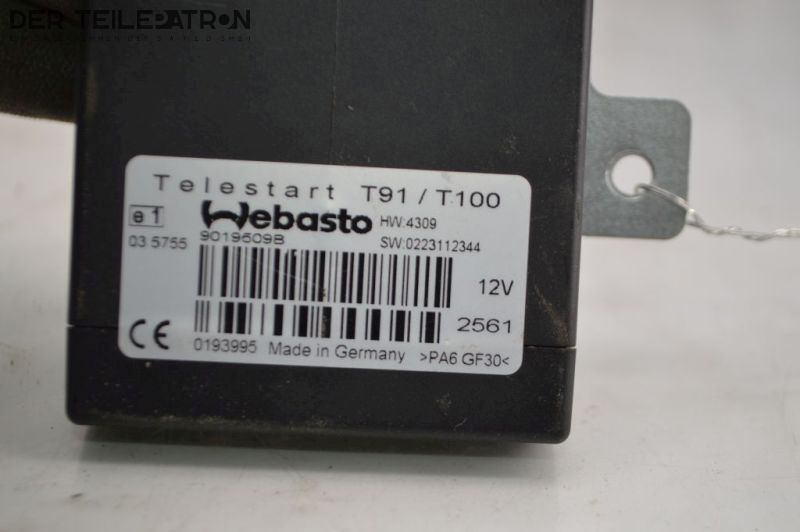 DER TEILEPATRON
Telestart T91 / T100
e1 Webasto HW:4309
03 5755 9019609B SW:0223112344
12V
2561
CE 0193995 Made in Germany >PA6 GF30<